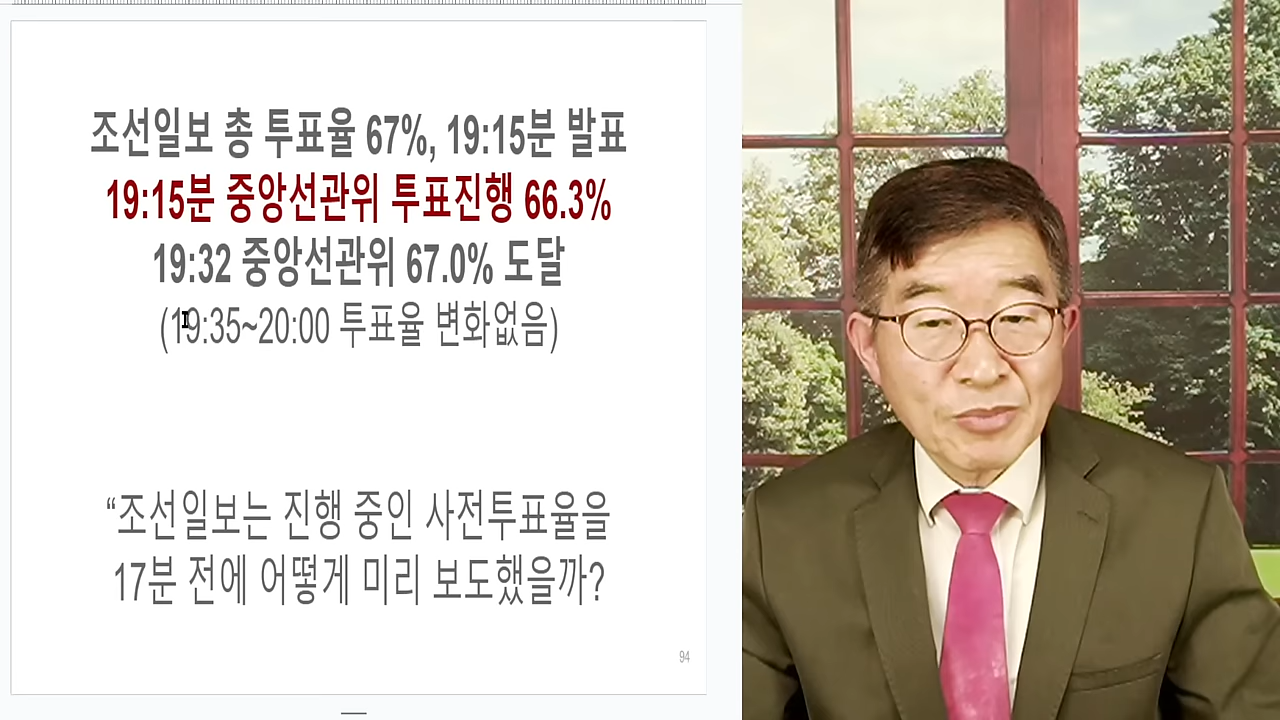 조선일보 총 투표율 67%, 19:15분 발표
19:15분 중앙선관위 투표진행 66.3%
19:32 중앙선관위 67.0% 도달
(19:35~20:00 투표율 변화없음)
“조선일보는 진행 중인 사전투표율을
17분 전에 어떻게 미리 보도했을까?
94